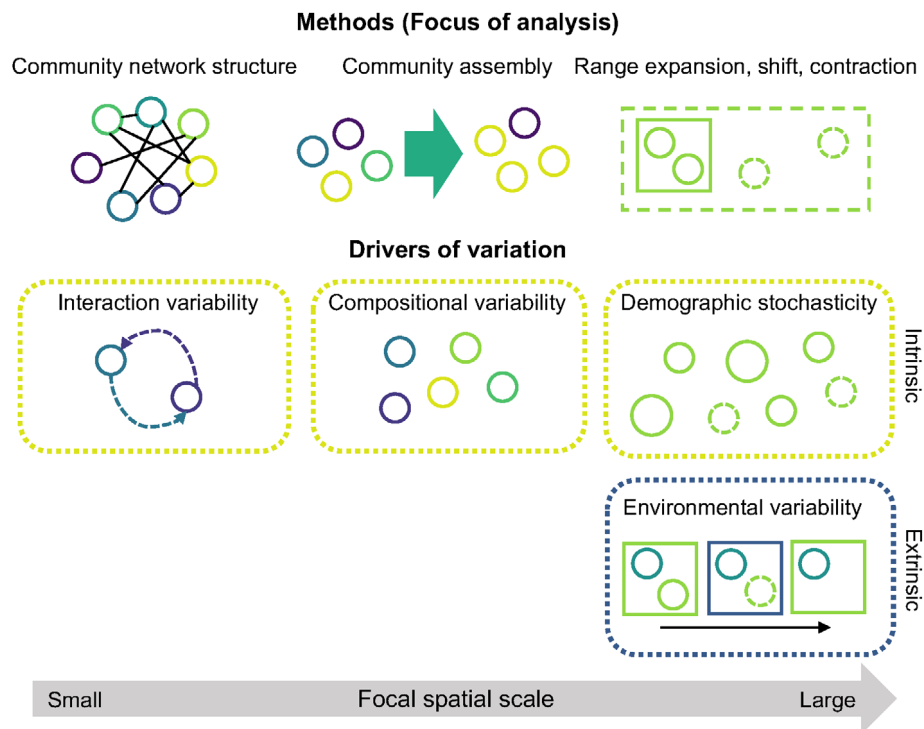 Methods (Focus of analysis)
Community network structure
Community assembly
Range expansion, shift, contraction
Drivers of variation
Interaction variability
Compositional variability
Demographic stochasticity
Intrinsic
Environmental variability
Extrinsic
Small
Focal spatial scale
Large